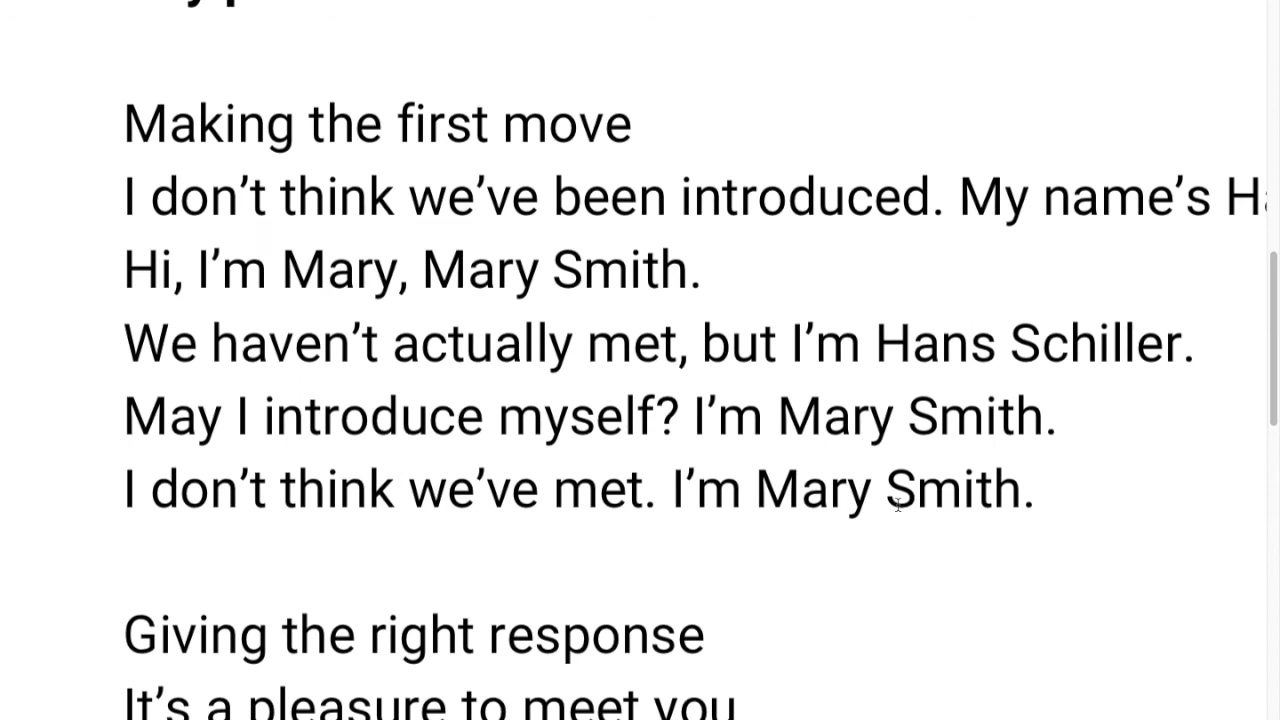 Making the first move
I don’t think we’ve been introduced. My name’s
Hi, I’m Mary, Mary Smith.
We haven’t actually met, but I’m Hans Schiller.
May I introduce myself? I’m Mary Smith.
I don’t think we’ve met. I’m Mary Smith.
Giving the right response
It’s a pleasure to meet you